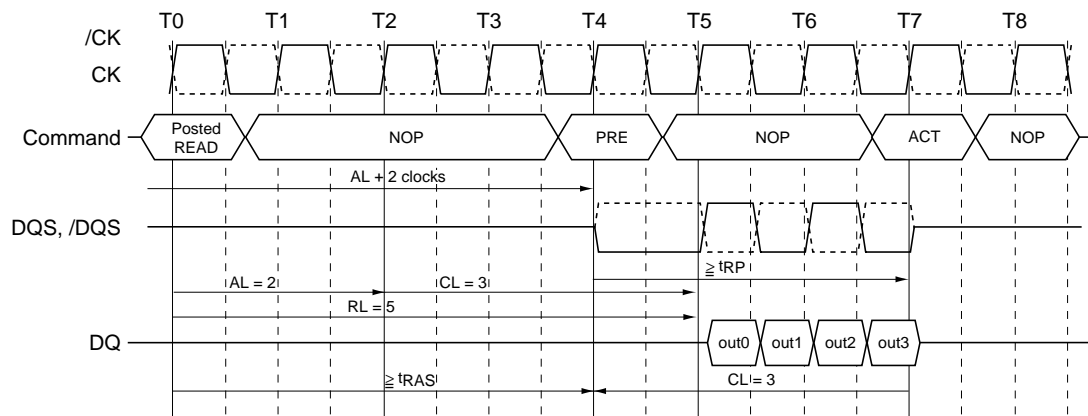 T0 T1 T2 T3 T4 T5 T6 T7 T8
/CK
CK
Command
Posted
READ
NOP
PRE
NOP
ACT
NOP
AL + 2 clocks
DQS, /DQS
≧ tRP
AL = 2
CL = 3
RL = 5
DQ
out0 out1 out2 out3
≧ tRAS
CL = 3